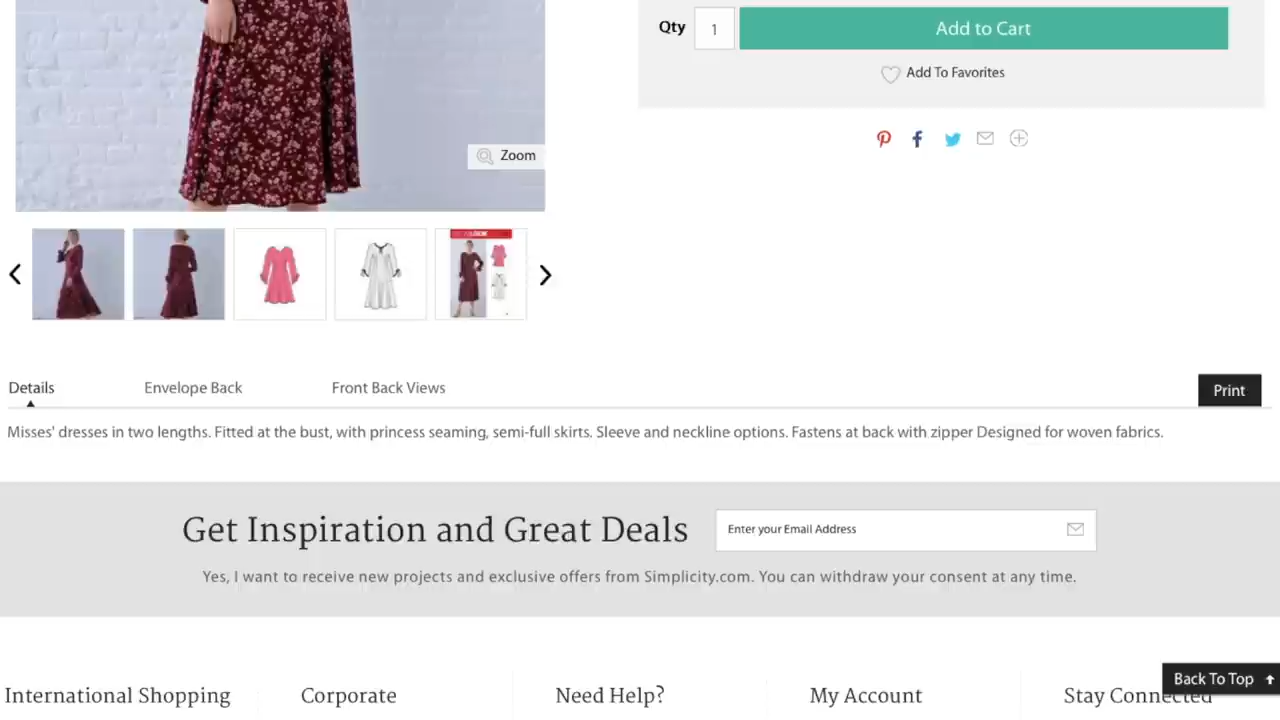 Qty 1 Add to Cart
Add To Favorites
Zoom
Details Envelope Back Front Back Views Print
Misses' dresses in two lengths. Fitted at the bust, with princess seaming, semi-full skirts. Sleeve and neckline options. Fastens at back with zipper Designed for woven fabrics.
Get Inspiration and Great Deals Enter your Email Address
Yes, I want to receive new projects and exclusive offers from Simplicity.com. You can withdraw your consent at any time.
Back To Top
International Shopping Corporate Need Help? My Account Stay Connected